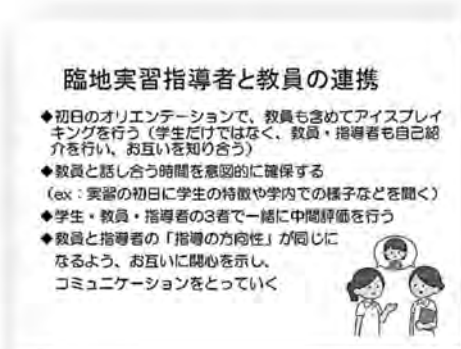 臨地実習指導者と教員の連携
◆初日のオリエンテーションで、教員も含めてアイスブレイ
キングを行う（学生だけではなく、教員・指導者も自己紹
介を行い、お互いを知り合う）
◆教員と話し合う時間を意図的に確保する
（ex：実習の初日に学生の特徴や学内での様子などを聞く）
◆学生・教員・指導者の3者で一緒に中間評価を行う
◆教員と指導者の「指導の方向性」が同じに
なるよう、お互いに関心を示し、
コミュニケーションをとっていく